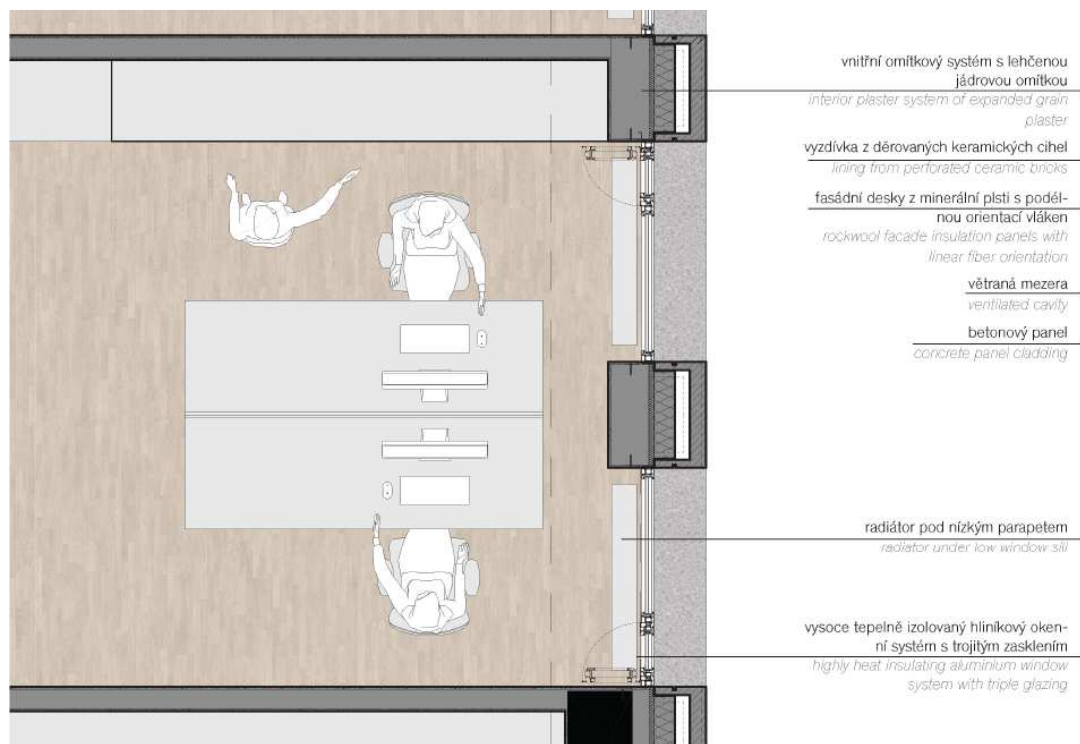 vnitřní omítkový systém s lehčenou
jádrovou omítkou
interior plaster system of expanded grain
plaster
vyzdívka z děrovaných keramických cihel
lining from perforated ceramic bricks
fasádní desky z minerální plsti s podél-
nou orientací vláken
rockwool facade insulation panels with
linear fiber orientation
větraná mezera
ventilated cavity
betonový panel
concrete panel cladding
radiátor pod nízkým parapetem
radiator under low window sill
vysoce tepelně izolovaný hliníkový oken-
ní systém s trojitým zasklením
highly heat insulating aluminium window
system with triple glazing